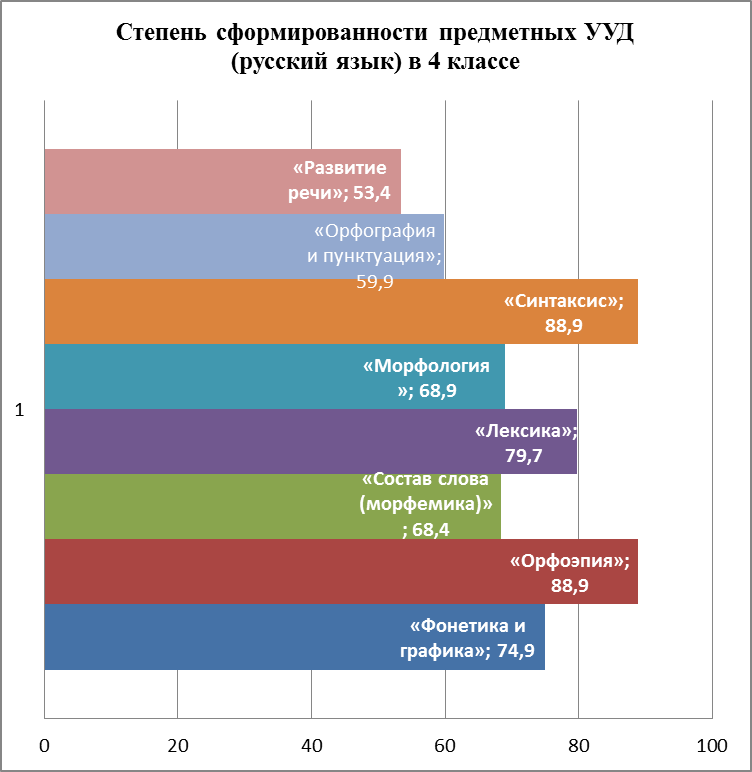 Степень сформированности предметных УУД
(русский язык) в 4 классе
«Развитие
речи»; 53,4
«Орфография
и пунктуация»;
59,9
«Синтаксис»;
88,9
«Морфология
»; 68,9
1
«Лексика»;
79,7
«Состав слова
(морфемика)»
; 68,4
«Орфоэпия»;
88,9
«Фонетика и
графика»; 74,9
0 20 40 60 80 100